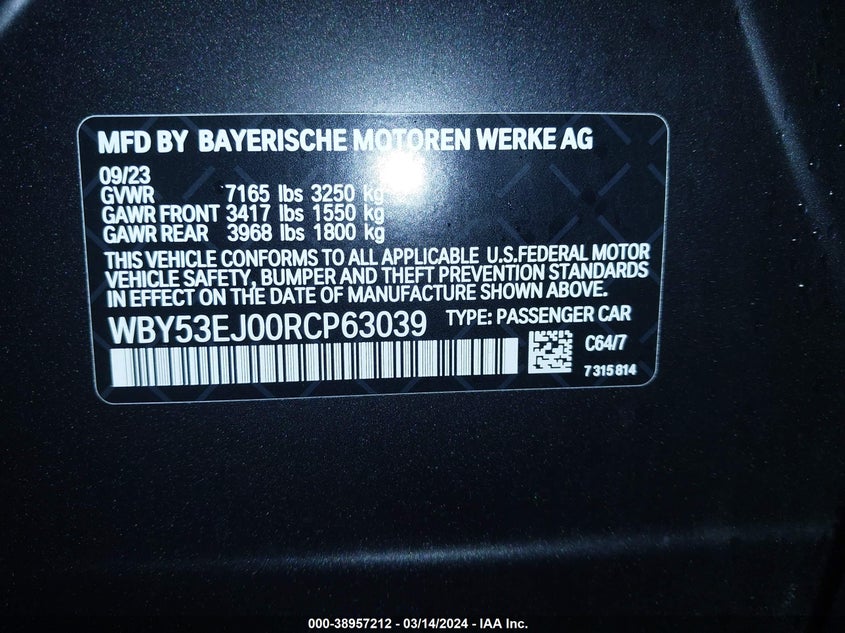 MFD BY BAYERISCHE MOTOREN WERKE AG
09/23
GVWR 7165 lbs 3250 kg
GAWR FRONT 3417 lbs 1550 kg
GAWR REAR 3968 lbs 1800 kg
THIS VEHICLE CONFORMS TO ALL APPLICABLE U.S.FEDERAL MOTOR
VEHICLE SAFETY, BUMPER AND THEFT PREVENTION STANDARDS
IN EFFECT ON THE DATE OF MANUFACTURE SHOWN ABOVE.
WBY53EJ00RCP63039 TYPE: PASSENGER CAR
C64/7
7 315 814
000-38957212 - 03/14/2024 - IAA Inc.